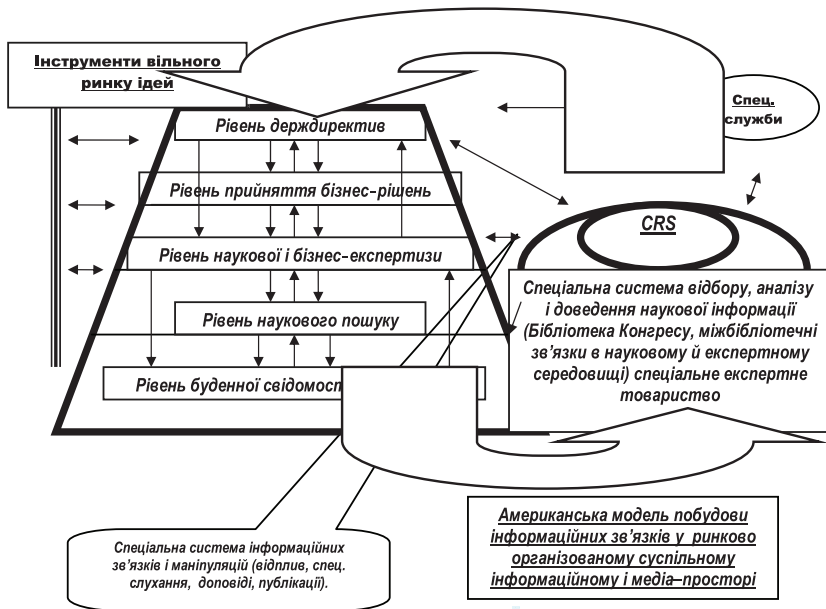 Інструменти вільного
ринку ідей
Спец.
служби
Рівень держдиректив
Рівень прийняття бізнес–рішень
CRS
Рівень наукової і бізнес–експертизи
Спеціальна система відбору, аналізу
і доведення наукової інформації
(Бібліотека Конгресу, міжбібліотечні
зв’язки в науковому й експертному
середовищі) спеціальне експертне
товариство
Рівень наукового пошуку
Рівень буденної свідомост
Американська модель побудови
інформаційних зв’язків у ринково
організованому суспільному
інформаційному і медіа–просторі
Спеціальна система інформаційних
зв’язків і маніпуляцій (відплив, спец.
слухання, доповіді, публікації).